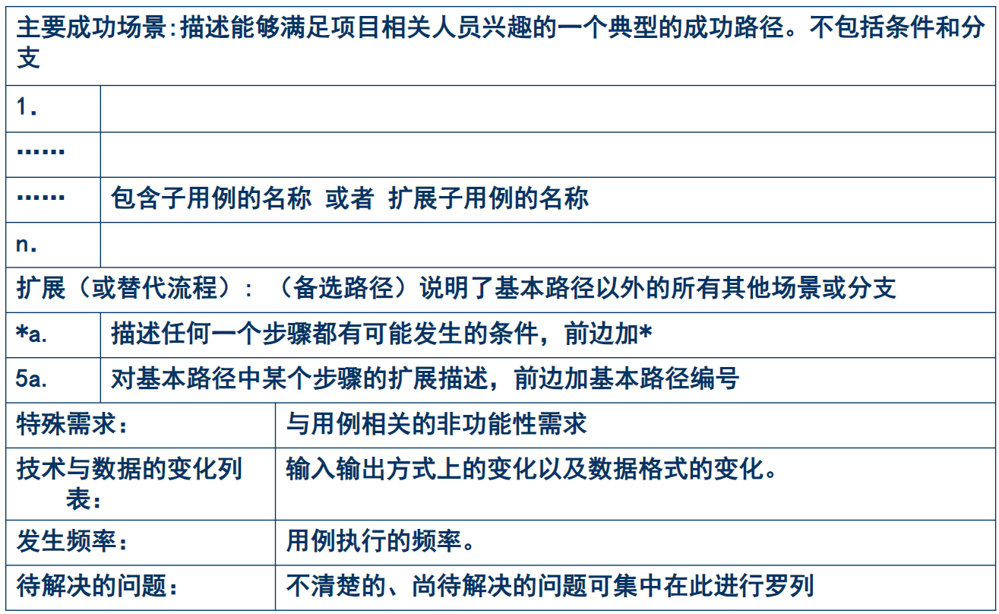 主要成功场景:描述能够满足项目相关人员兴趣的一个典型的成功路径。不包括条件和分
支
1.
……
…… 包含子用例的名称 或者 扩展子用例的名称
n.
扩展（或替代流程）: （备选路径）说明了基本路径以外的所有其他场景或分支
*a. 描述任何一个步骤都有可能发生的条件，前边加*
5a. 对基本路径中某个步骤的扩展描述，前边加基本路径编号
特殊需求： 与用例相关的非功能性需求
技术与数据的变化列 输入输出方式上的变化以及数据格式的变化。
表：
发生频率： 用例执行的频率。
待解决的问题： 不清楚的、尚待解决的问题可集中在此进行罗列